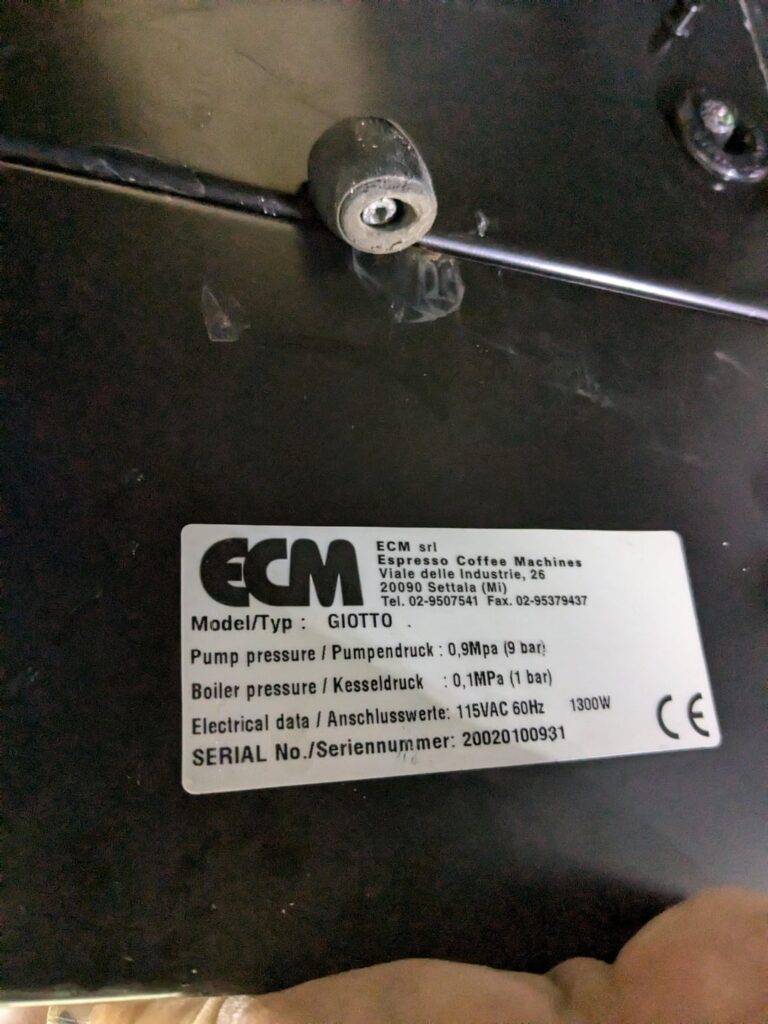 ECM
ECM srl
Espresso Coffee Machines
Viale delle Industrie, 26
20090 Settala (Mi)
Tel. 02-9507541 Fax. 02-95379437
Model/Typ : GIOTTO .
Pump pressure / Pumpendruck : 0,9Mpa (9 bar)
Boiler pressure / Kesseldruck : 0,1MPa (1 bar)
Electrical data / Anschlusswerte: 115VAC 60Hz 1300W
CE
SERIAL No./Seriennummer: 20020100931